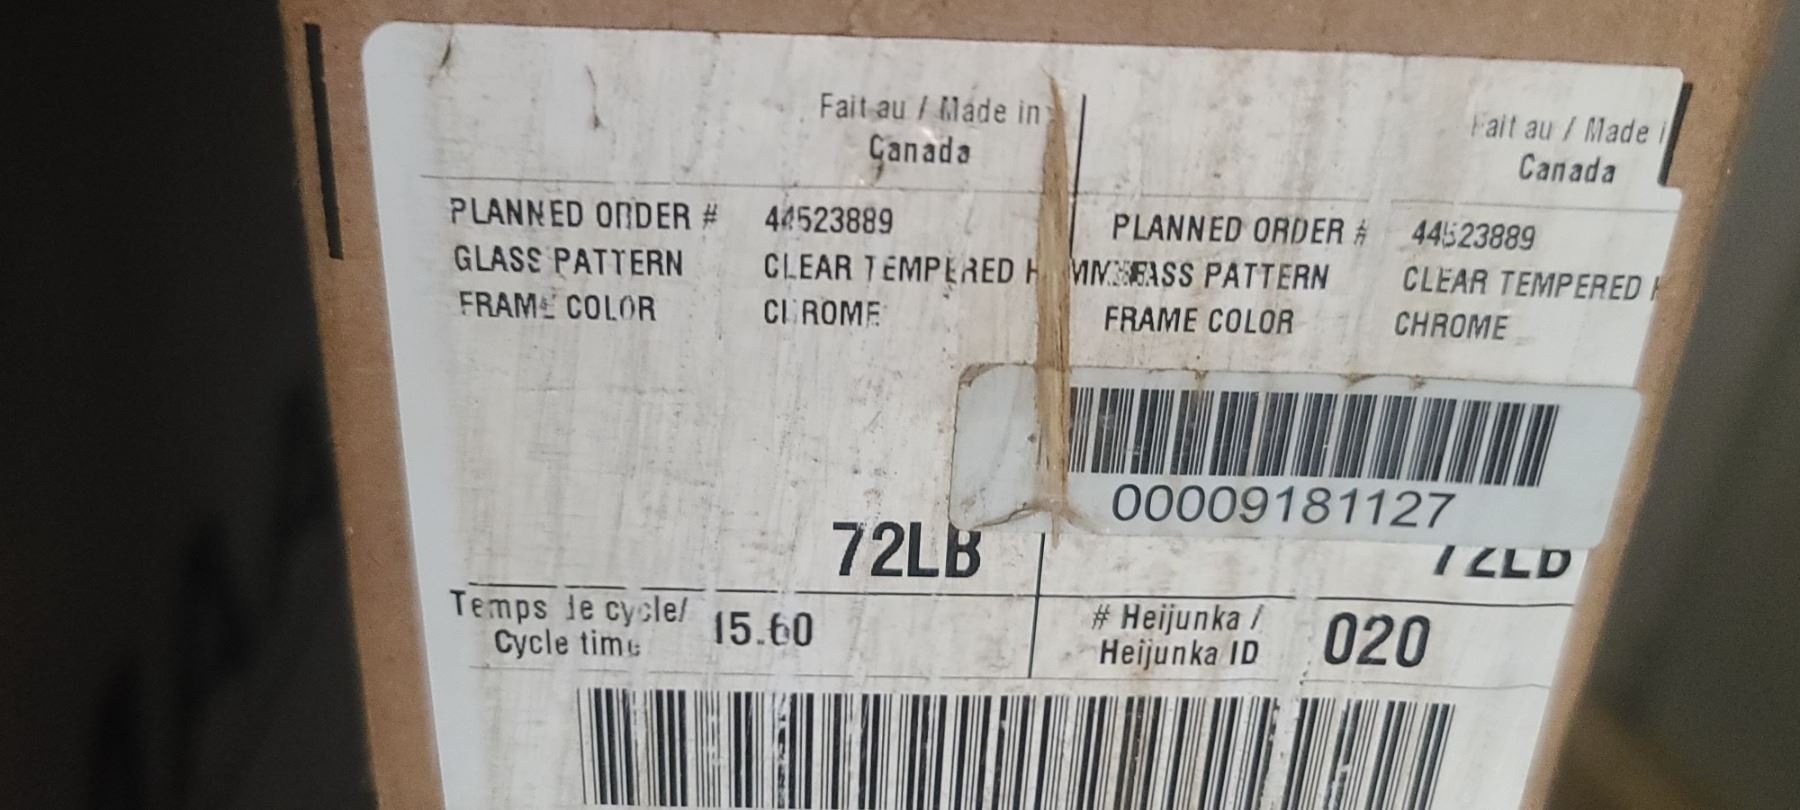 Fait au / Made in
Canada
PLANNED ORDER # 44523889
GLASS PATTERN CLEAR TEMPERED
FRAME COLOR CHROME
72LB
Temps de cycle/
Cycle time 15.60
Fait au / Made
Canada
PLANNED ORDER # 44523889
PATTERN CLEAR TEMPERED
FRAME COLOR CHROME
00009181127
72LB
# Heijunka /
Heijunka ID 020